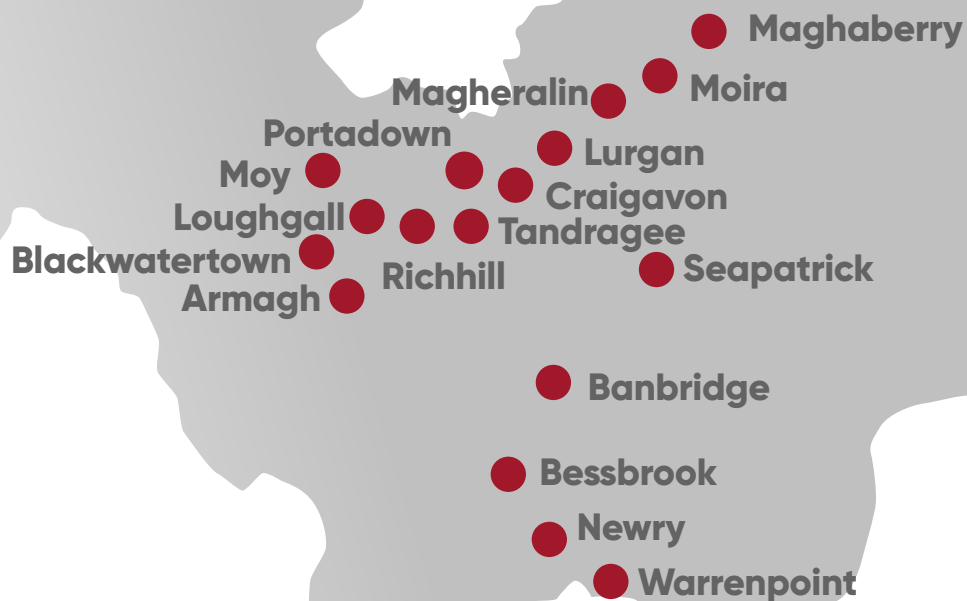 Maghaberry
Moira
Magheralin
Portadown
Lurgan
Moy
Craigavon
Loughgall
Tandragee
Blackwatertown
Richhill
Seapatrick
Armagh
Banbridge
Bessbrook
Newry
Warrenpoint